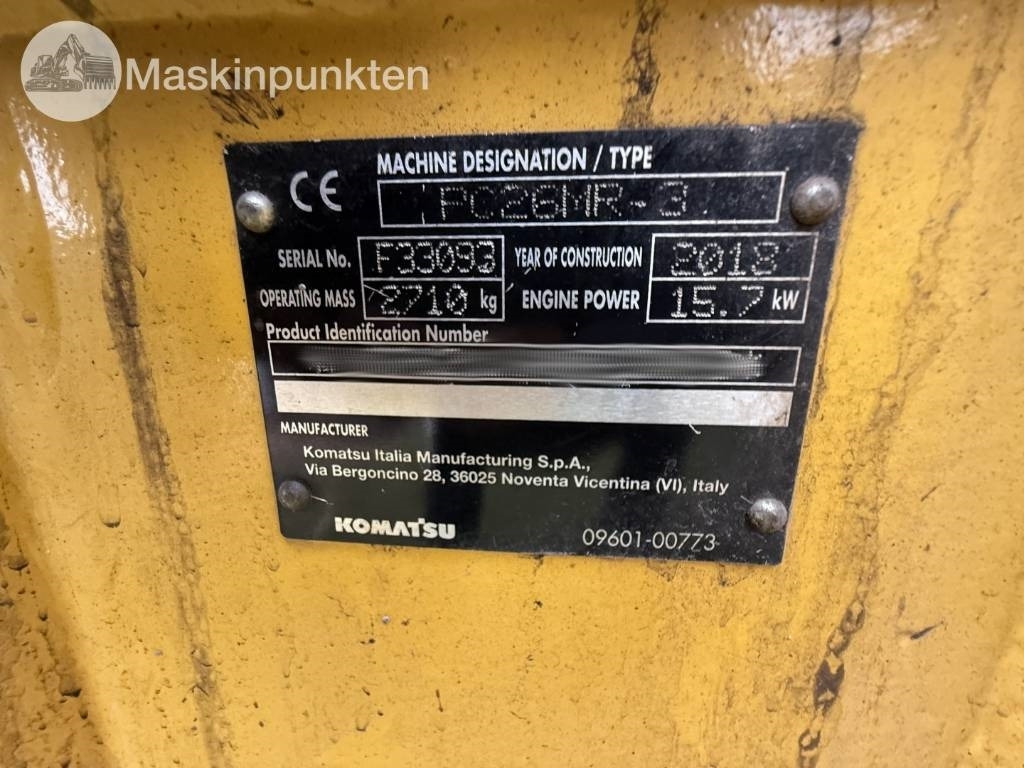 Maskinpunkten
MACHINE DESIGNATION / TYPE
CE
PC26MR-3
SERIAL No. F33093 YEAR OF CONSTRUCTION 2018
OPERATING MASS 2710 kg ENGINE POWER 15.7 kW
Product Identification Number
MANUFACTURER
Komatsu Italia Manufacturing S.p.A.,
Via Bergoncino 28, 36025 Noventa Vicentina (VI), Italy
KOMATSU
09601-00773